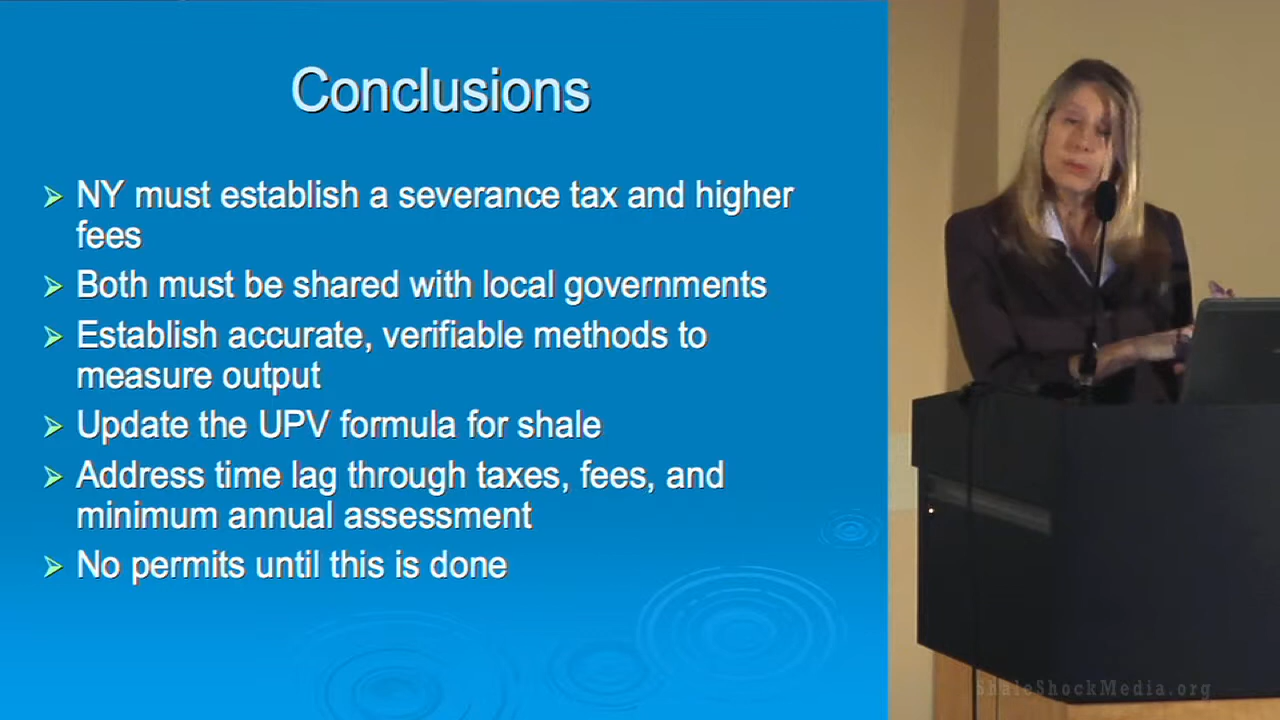 Conclusions
NY must establish a severance tax and higher
fees
Both must be shared with local governments
Establish accurate, verifiable methods to
measure output
Update the UPV formula for shale
Address time lag through taxes, fees, and
minimum annual assessment
No permits until this is done
ShaleShockMedia.org